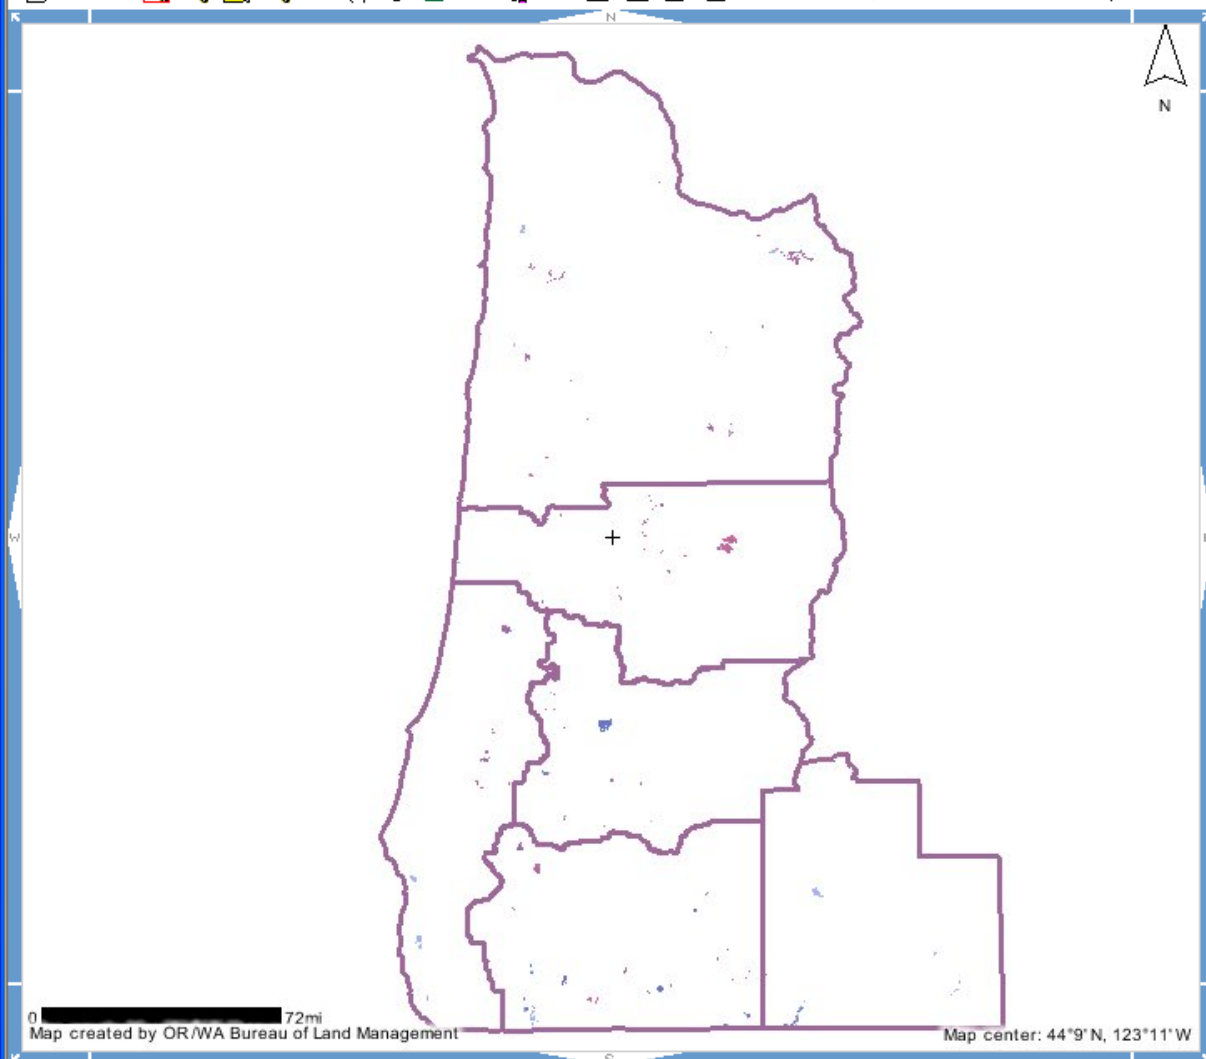 N
N
W
0 72mi
Map created by OR/WA Bureau of Land Management
Map center: 44°9' N, 123°11' W